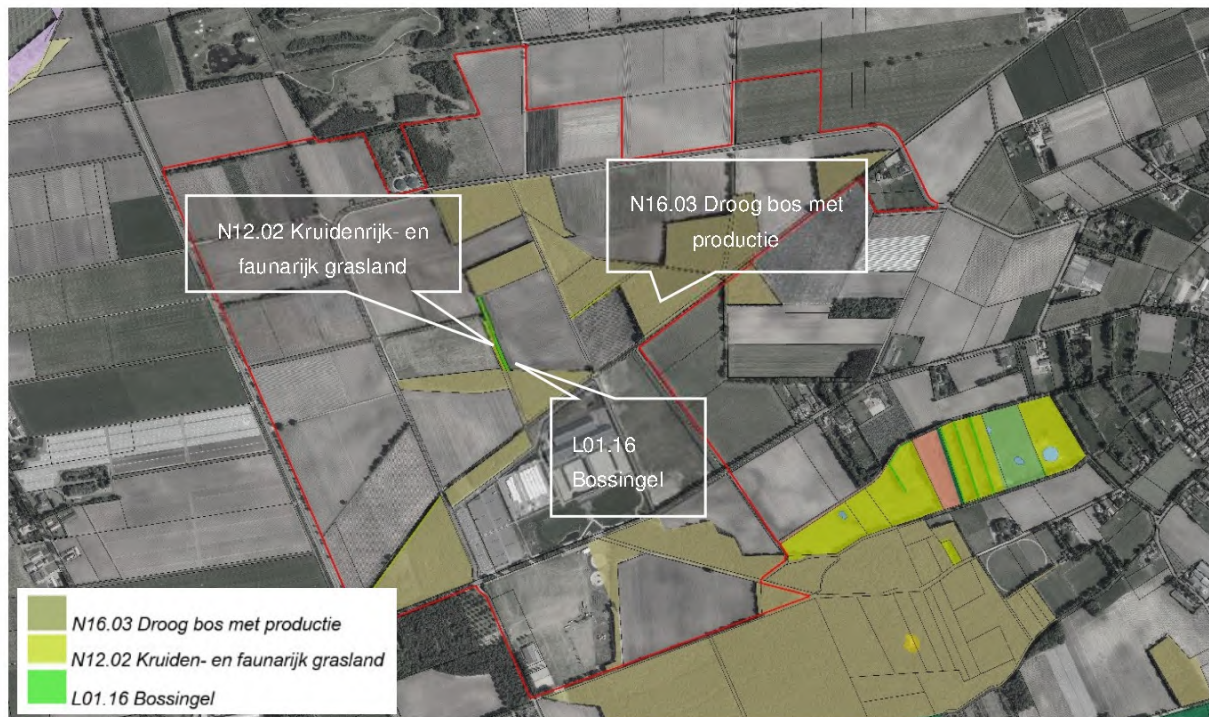 N16.03 Droog bos met
productie
N12.02 Kruidenrijk- en
faunarijk grasland
L01.16
Bossingel
N16.03 Droog bos met productie
N12.02 Kruiden- en faunarijk grasland
L01.16 Bossingel